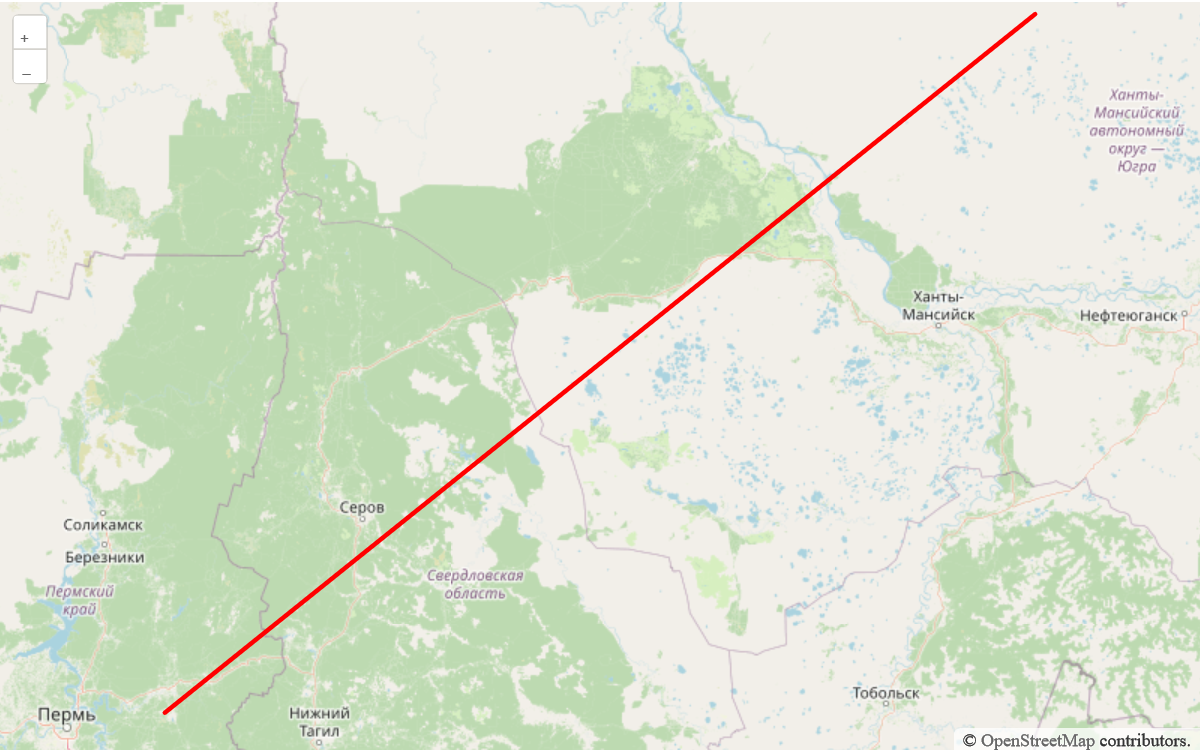 +
–
Ханты-
Мансийский
автономный
округ —
Югра
Ханты-
Мансийск
Нефтеюганск
Серов
Соликамск
Березники
Пермский
край
Свердловская
область
Тобольск
Пермь
Нижний
Тагил
© OpenStreetMap contributors.